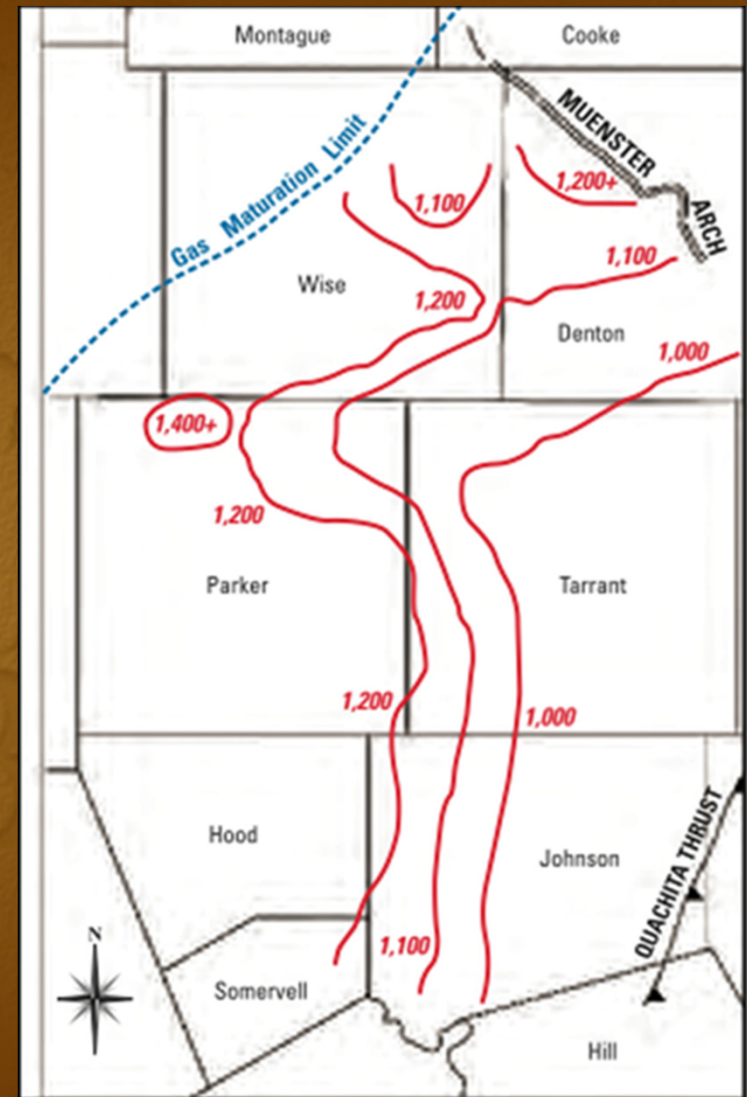 Montague
Cooke
MUENSTER
ARCH
Gas Maturation Limit
1,100
1,200+
1,100
Wise
1,200
Denton
1,000
1,400+
1,200
Parker
Tarrant
1,200
1,000
Hood
Johnson
QUACHITA THRUST
1,100
N
Somervell
Hill